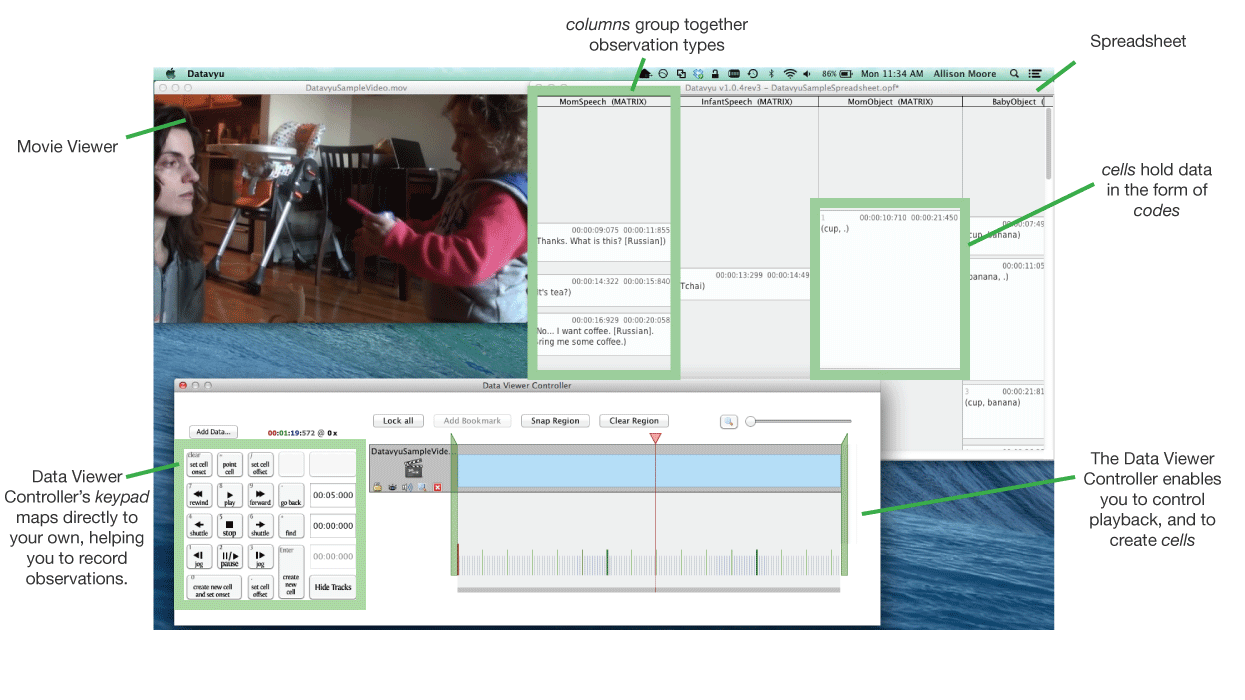 columns group together
observation types
Spreadsheet
Movie Viewer
cells hold data
in the form of
codes
Data Viewer
Controller's keypad
maps directly to
your own, helping
you to record
observations.
The Data Viewer
Controller enables
you to control
playback, and to
create cells
Datavyu
86%
Mon 11:34 AM
Allison Moore
DatavyuSampleVideo.mov
Datavyu v1.0.4rev3 - DatavyuSampleSpreadsheet.opf*
MomSpeech (MATRIX)
InfantSpeech (MATRIX)
MomObject (MATRIX)
BabyObject (
00:00:09:075 00:00:11:855
Thanks. What is this? [Russian])
00:00:14:322 00:00:15:840
It's tea?)
00:00:16:929 00:00:20:058
No... I want coffee. [Russian].
Bring me some coffee.)
00:00:13:299 00:00:14:49
Tchai)
1 00:00:10:710 00:00:21:450
(cup, .)
00:00:07:49
cup, banana)
00:00:11:05
banana, .)
3 00:00:21:81
(cup, banana)
Data Viewer Controller
Lock all
Add Bookmark
Snap Region
Clear Region
Add Data...
00:01:19:572 @ 0 x
DatavyuSampleVide...
clear
set cell
onset
=
point
cell
/
set cell
offset
7
rewind
8
play
9
forward
-
go back
00:05:000
4
shuttle
5
stop
6
shuttle
+
find
00:00:000
1
jog
2
pause
3
jog
Enter
create
new
cell
00:00:000
0
create new cell
and set onset
.
set cell
offset
Hide Tracks